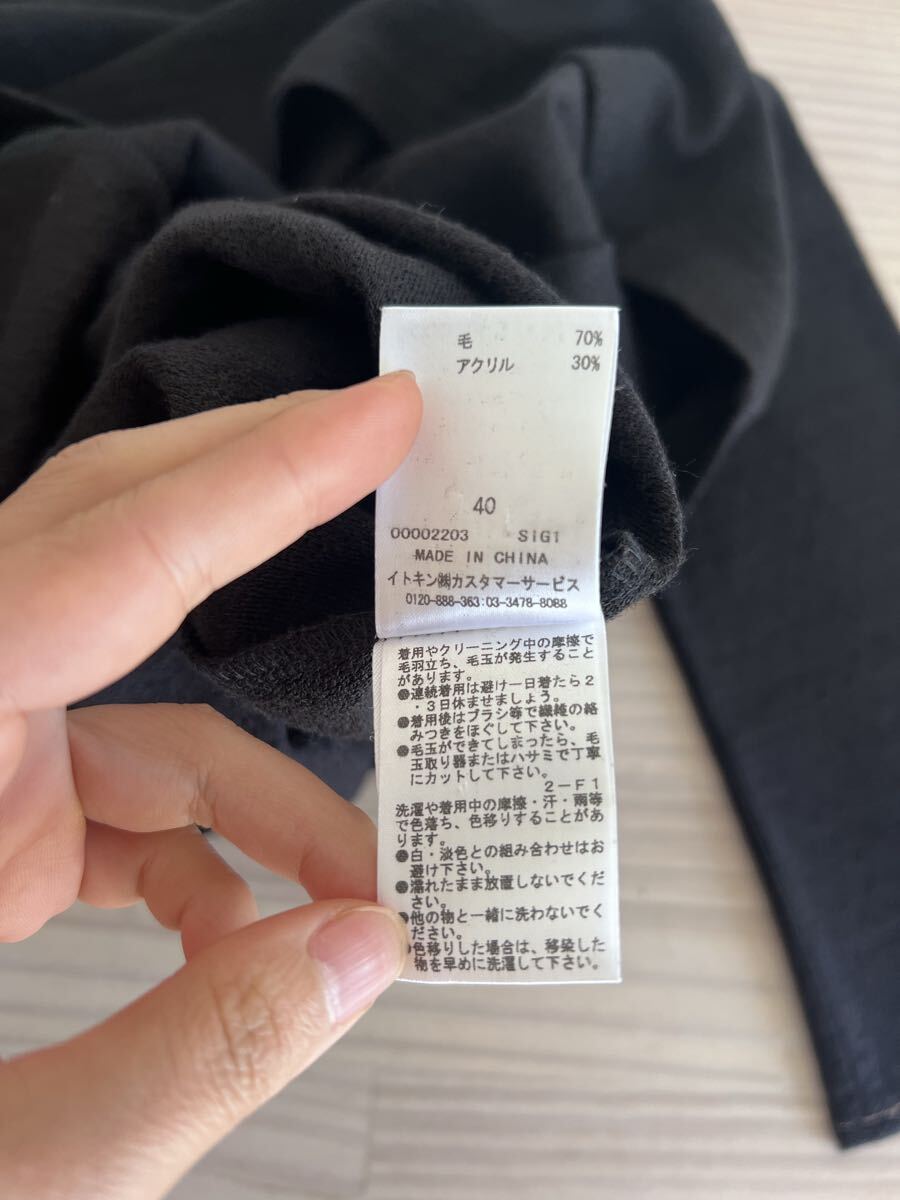 毛 70%
アクリル 30%
40
00002203 SIG1
MADE IN CHINA
イトキン㈱カスタマーサービス
0120-888-363:03-3478-8088
着用やクリーニング中の摩擦で
毛羽立ち、毛玉が発生すること
があります。
●連続着用は避け一日着たら2
・3日休ませましょう。
●着用後はブラシ等で繊維の絡
みつきをほぐして下さい。
●毛玉ができてしまったら、毛
玉取り器またはハサミで丁寧
にカットして下さい。
2-F1
洗濯や着用中の摩擦・汗・雨等
で色落ち、色移りすることがあ
ります。
●白・淡色との組み合わせはお
避け下さい。
●濡れたまま放置しないでくだ
さい。
●他の物と一緒に洗わないでく
ださい。
●色移りした場合は、移染した
物を早めに洗濯して下さい。